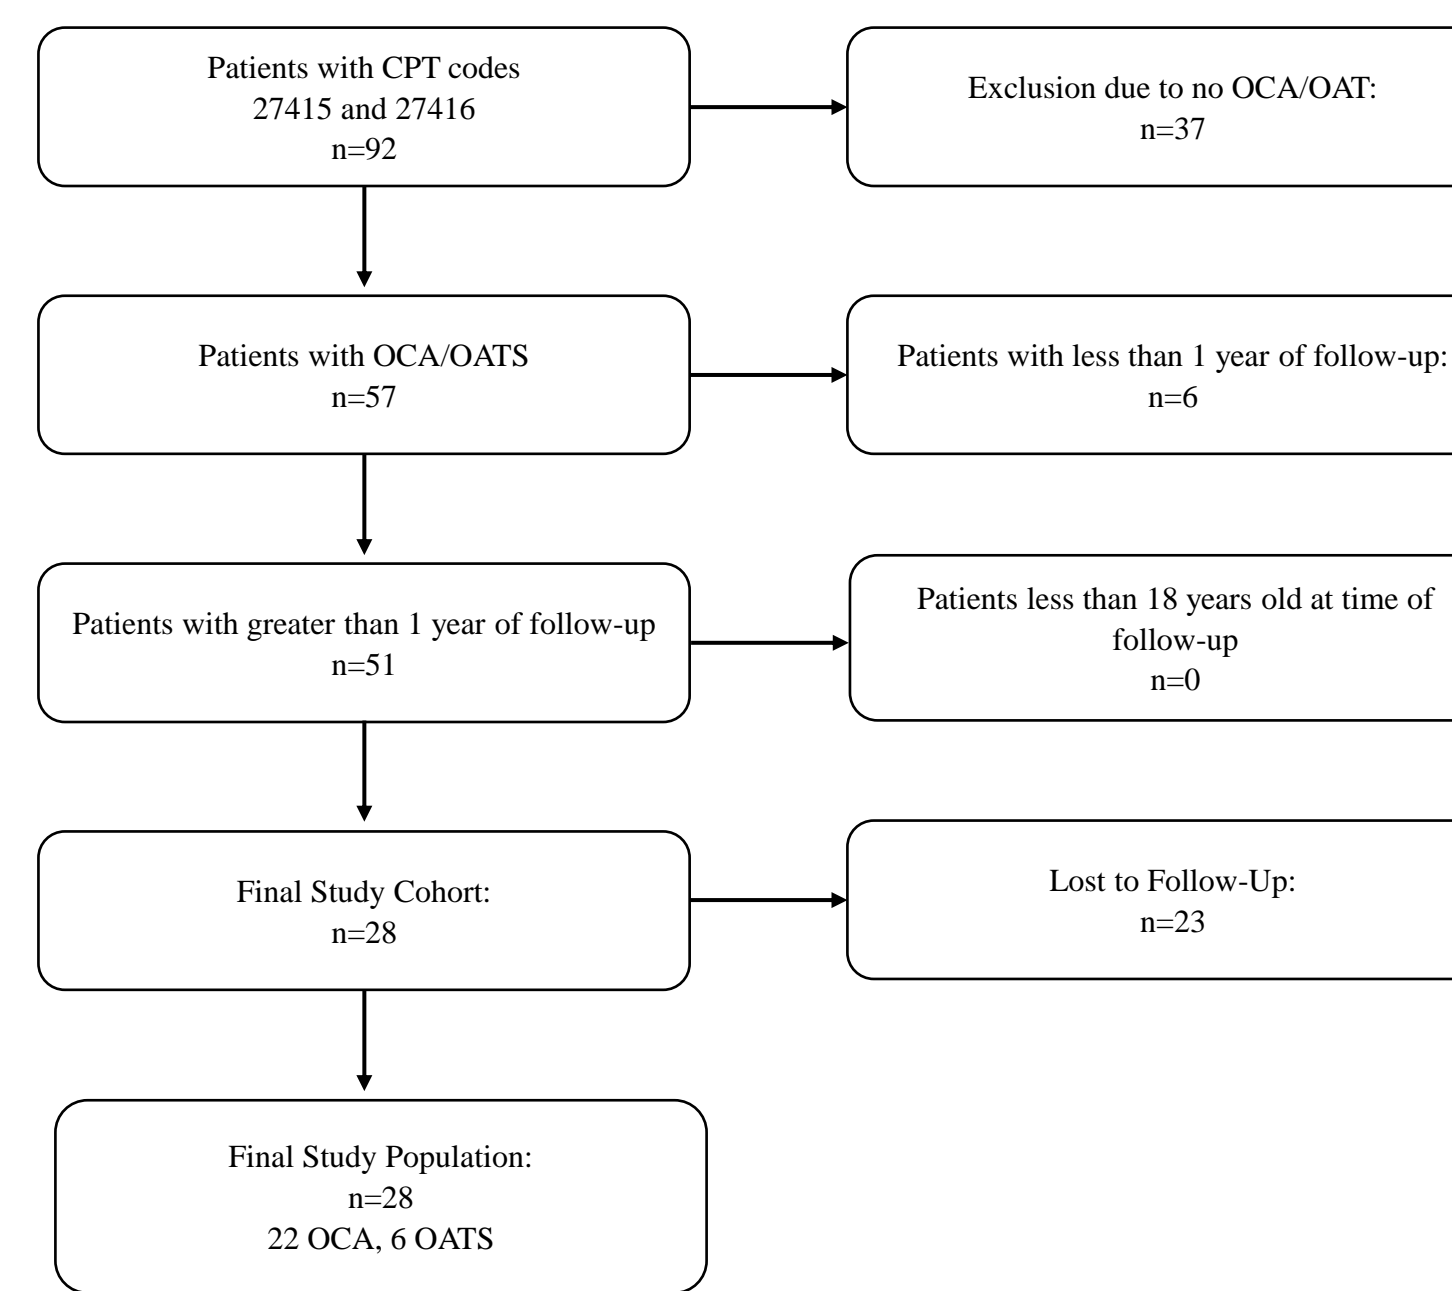 Patients with CPT codes
27415 and 27416
n=92
Exclusion due to no OCA/OAT:
n=37
Patients with OCA/OATS
n=57
Patients with less than 1 year of follow-up:
n=6
Patients with greater than 1 year of follow-up
n=51
Patients less than 18 years old at time of
follow-up
n=0
Final Study Cohort:
n=28
Lost to Follow-Up:
n=23
Final Study Population:
n=28
22 OCA, 6 OATS